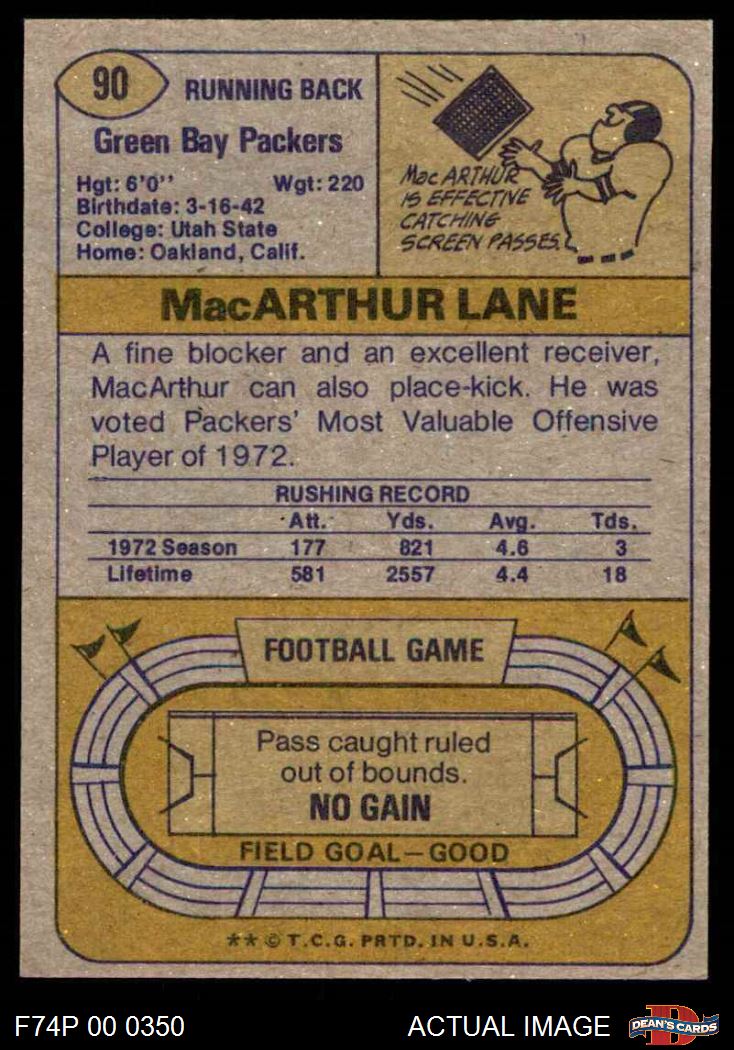 90
RUNNING BACK
Green Bay Packers
Hgt: 6'0"    Wgt: 220
Birthdate: 3-16-42
College: Utah State
Home: Oakland, Calif.
MacARTHUR
IS EFFECTIVE
CATCHING
SCREEN PASSES.
MacARTHUR LANE
A fine blocker and an excellent receiver,
MacArthur can also place-kick. He was
voted Packers' Most Valuable Offensive
Player of 1972.
RUSHING RECORD
Att. Yds. Avg. Tds.
1972 Season 177 821 4.6 3
Lifetime 581 2557 4.4 18
FOOTBALL GAME
Pass caught ruled
out of bounds.
NO GAIN
FIELD GOAL—GOOD
** © T.C.G. PRTD. IN U.S.A.
F74P 00 0350 ACTUAL IMAGE D DEAN'S CARDS